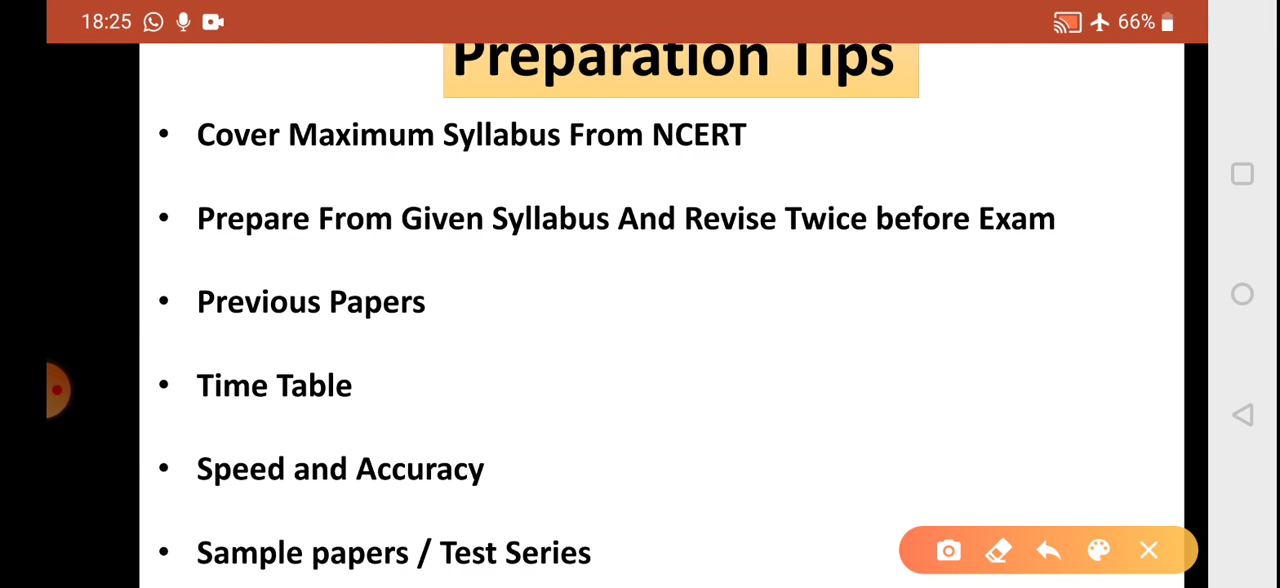 18:25
66%
Preparation Tips
• Cover Maximum Syllabus From NCERT
• Prepare From Given Syllabus And Revise Twice before Exam
• Previous Papers
• Time Table
• Speed and Accuracy
• Sample papers / Test Series